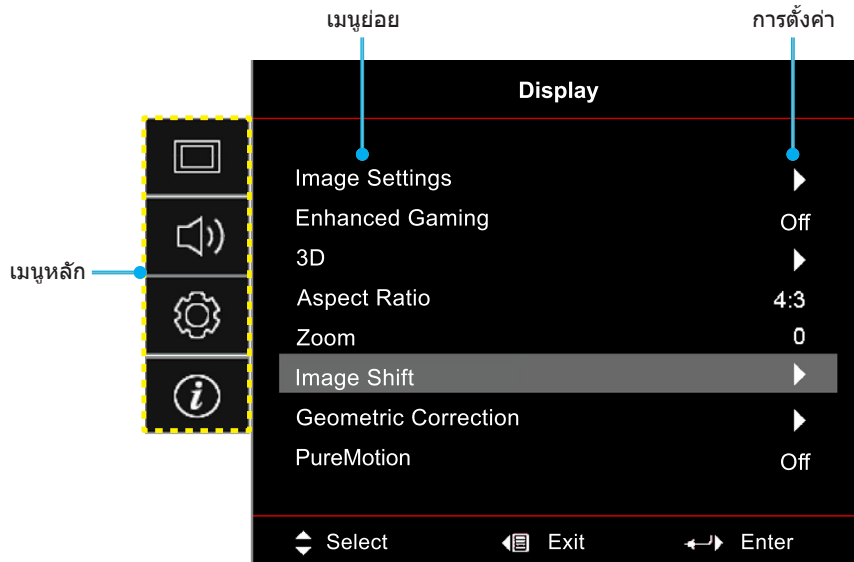 เมนูย่อย
การตั้งค่า
Display
Image Settings
Enhanced Gaming Off
3D
เมนูหลัก
Aspect Ratio 4:3
Zoom 0
Image Shift
Geometric Correction
PureMotion Off
Select Exit Enter